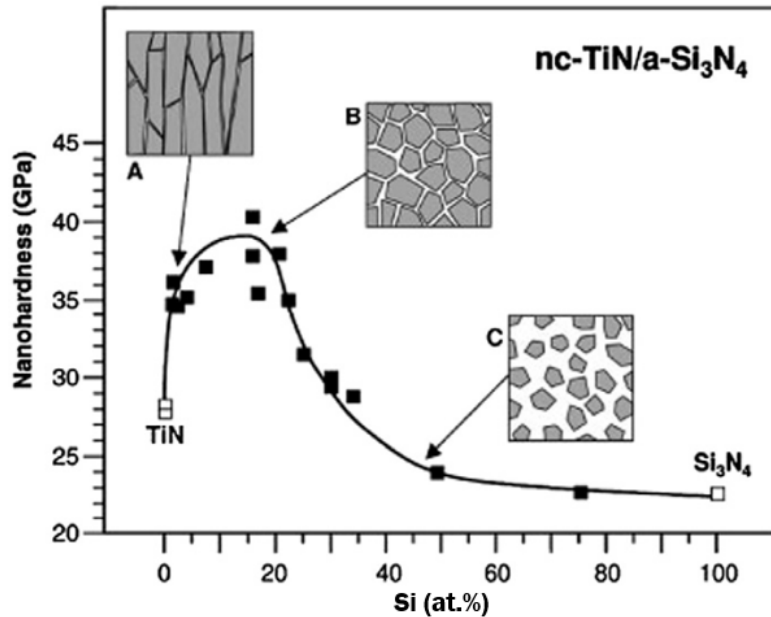 nc-TiN/a-Si₃N₄
A
B
C
45
40
35
30
25
20
Nanohardness (GPa)
TiN
Si₃N₄
0 20 40 60 80 100
Si (at.%)